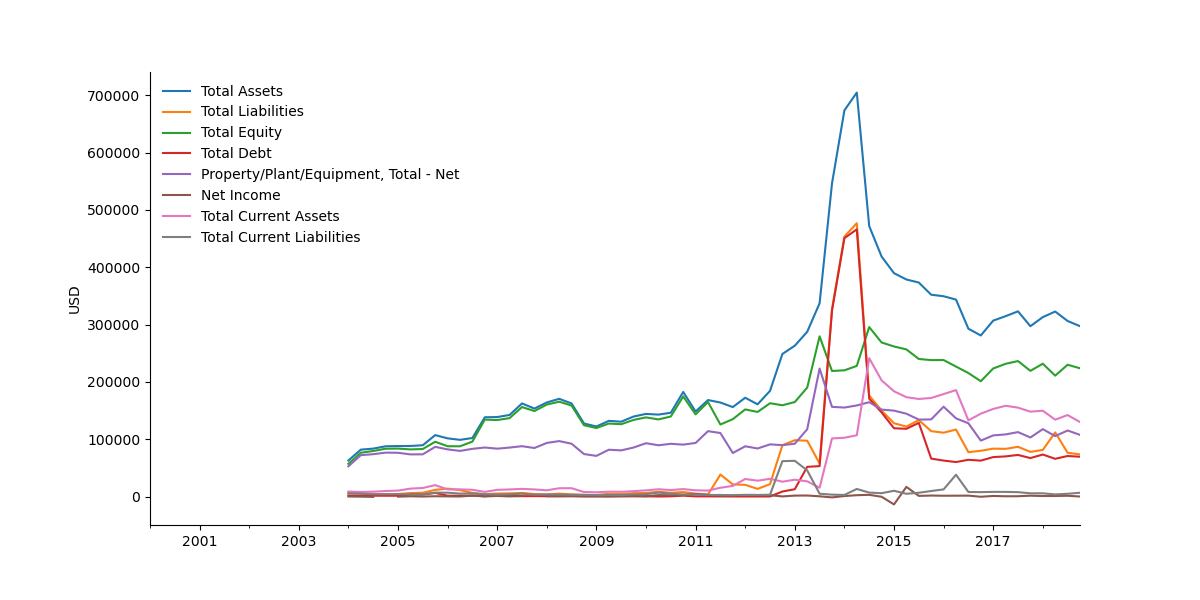 700000
600000
500000
400000
300000
200000
100000
0
USD
Total Assets
Total Liabilities
Total Equity
Total Debt
Property/Plant/Equipment, Total - Net
Net Income
Total Current Assets
Total Current Liabilities
2001 2003 2005 2007 2009 2011 2013 2015 2017